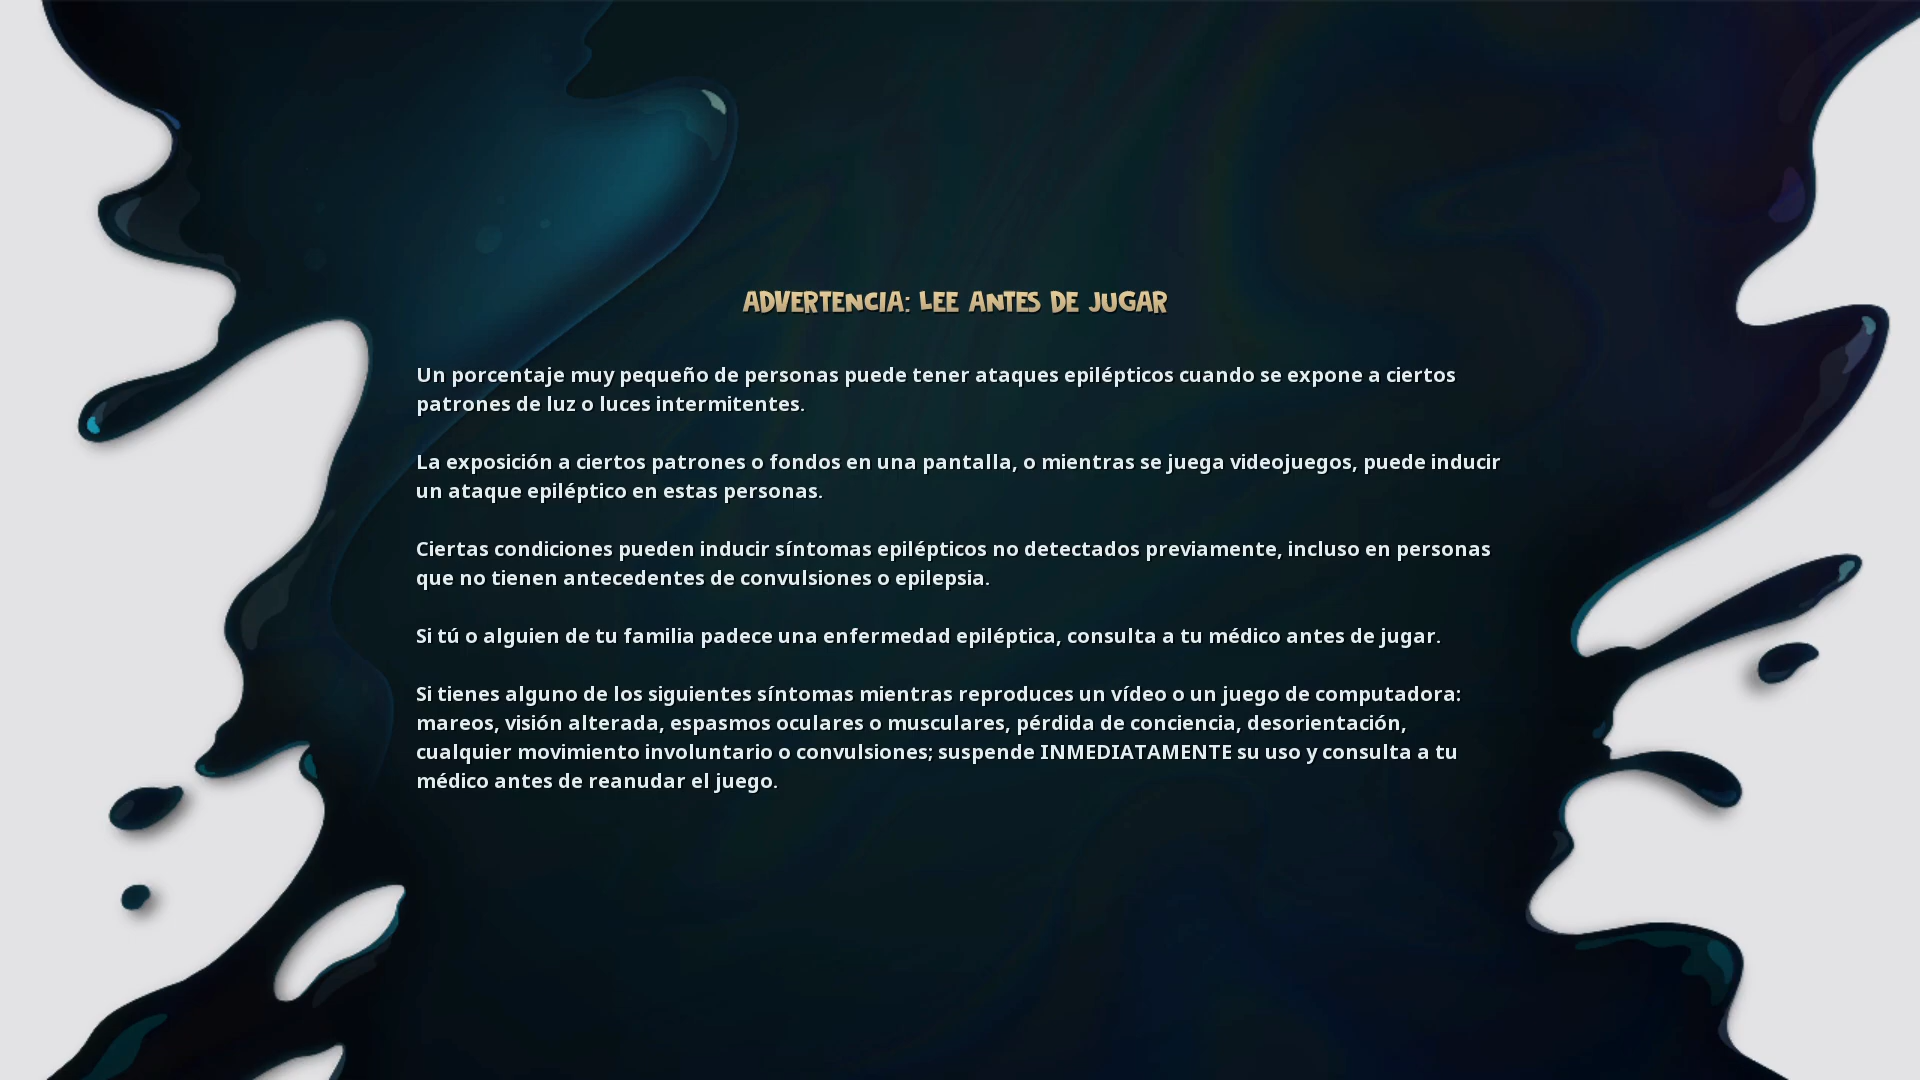 ADVERTENCIA: LEE ANTES DE JUGAR
Un porcentaje muy pequeño de personas puede tener ataques epilépticos cuando se expone a ciertos
patrones de luz o luces intermitentes.
La exposición a ciertos patrones o fondos en una pantalla, o mientras se juega videojuegos, puede inducir
un ataque epiléptico en estas personas.
Ciertas condiciones pueden inducir síntomas epilépticos no detectados previamente, incluso en personas
que no tienen antecedentes de convulsiones o epilepsia.
Si tú o alguien de tu familia padece una enfermedad epiléptica, consulta a tu médico antes de jugar.
Si tienes alguno de los siguientes síntomas mientras reproduces un vídeo o un juego de computadora:
mareos, visión alterada, espasmos oculares o musculares, pérdida de conciencia, desorientación,
cualquier movimiento involuntario o convulsiones; suspende INMEDIATAMENTE su uso y consulta a tu
médico antes de reanudar el juego.